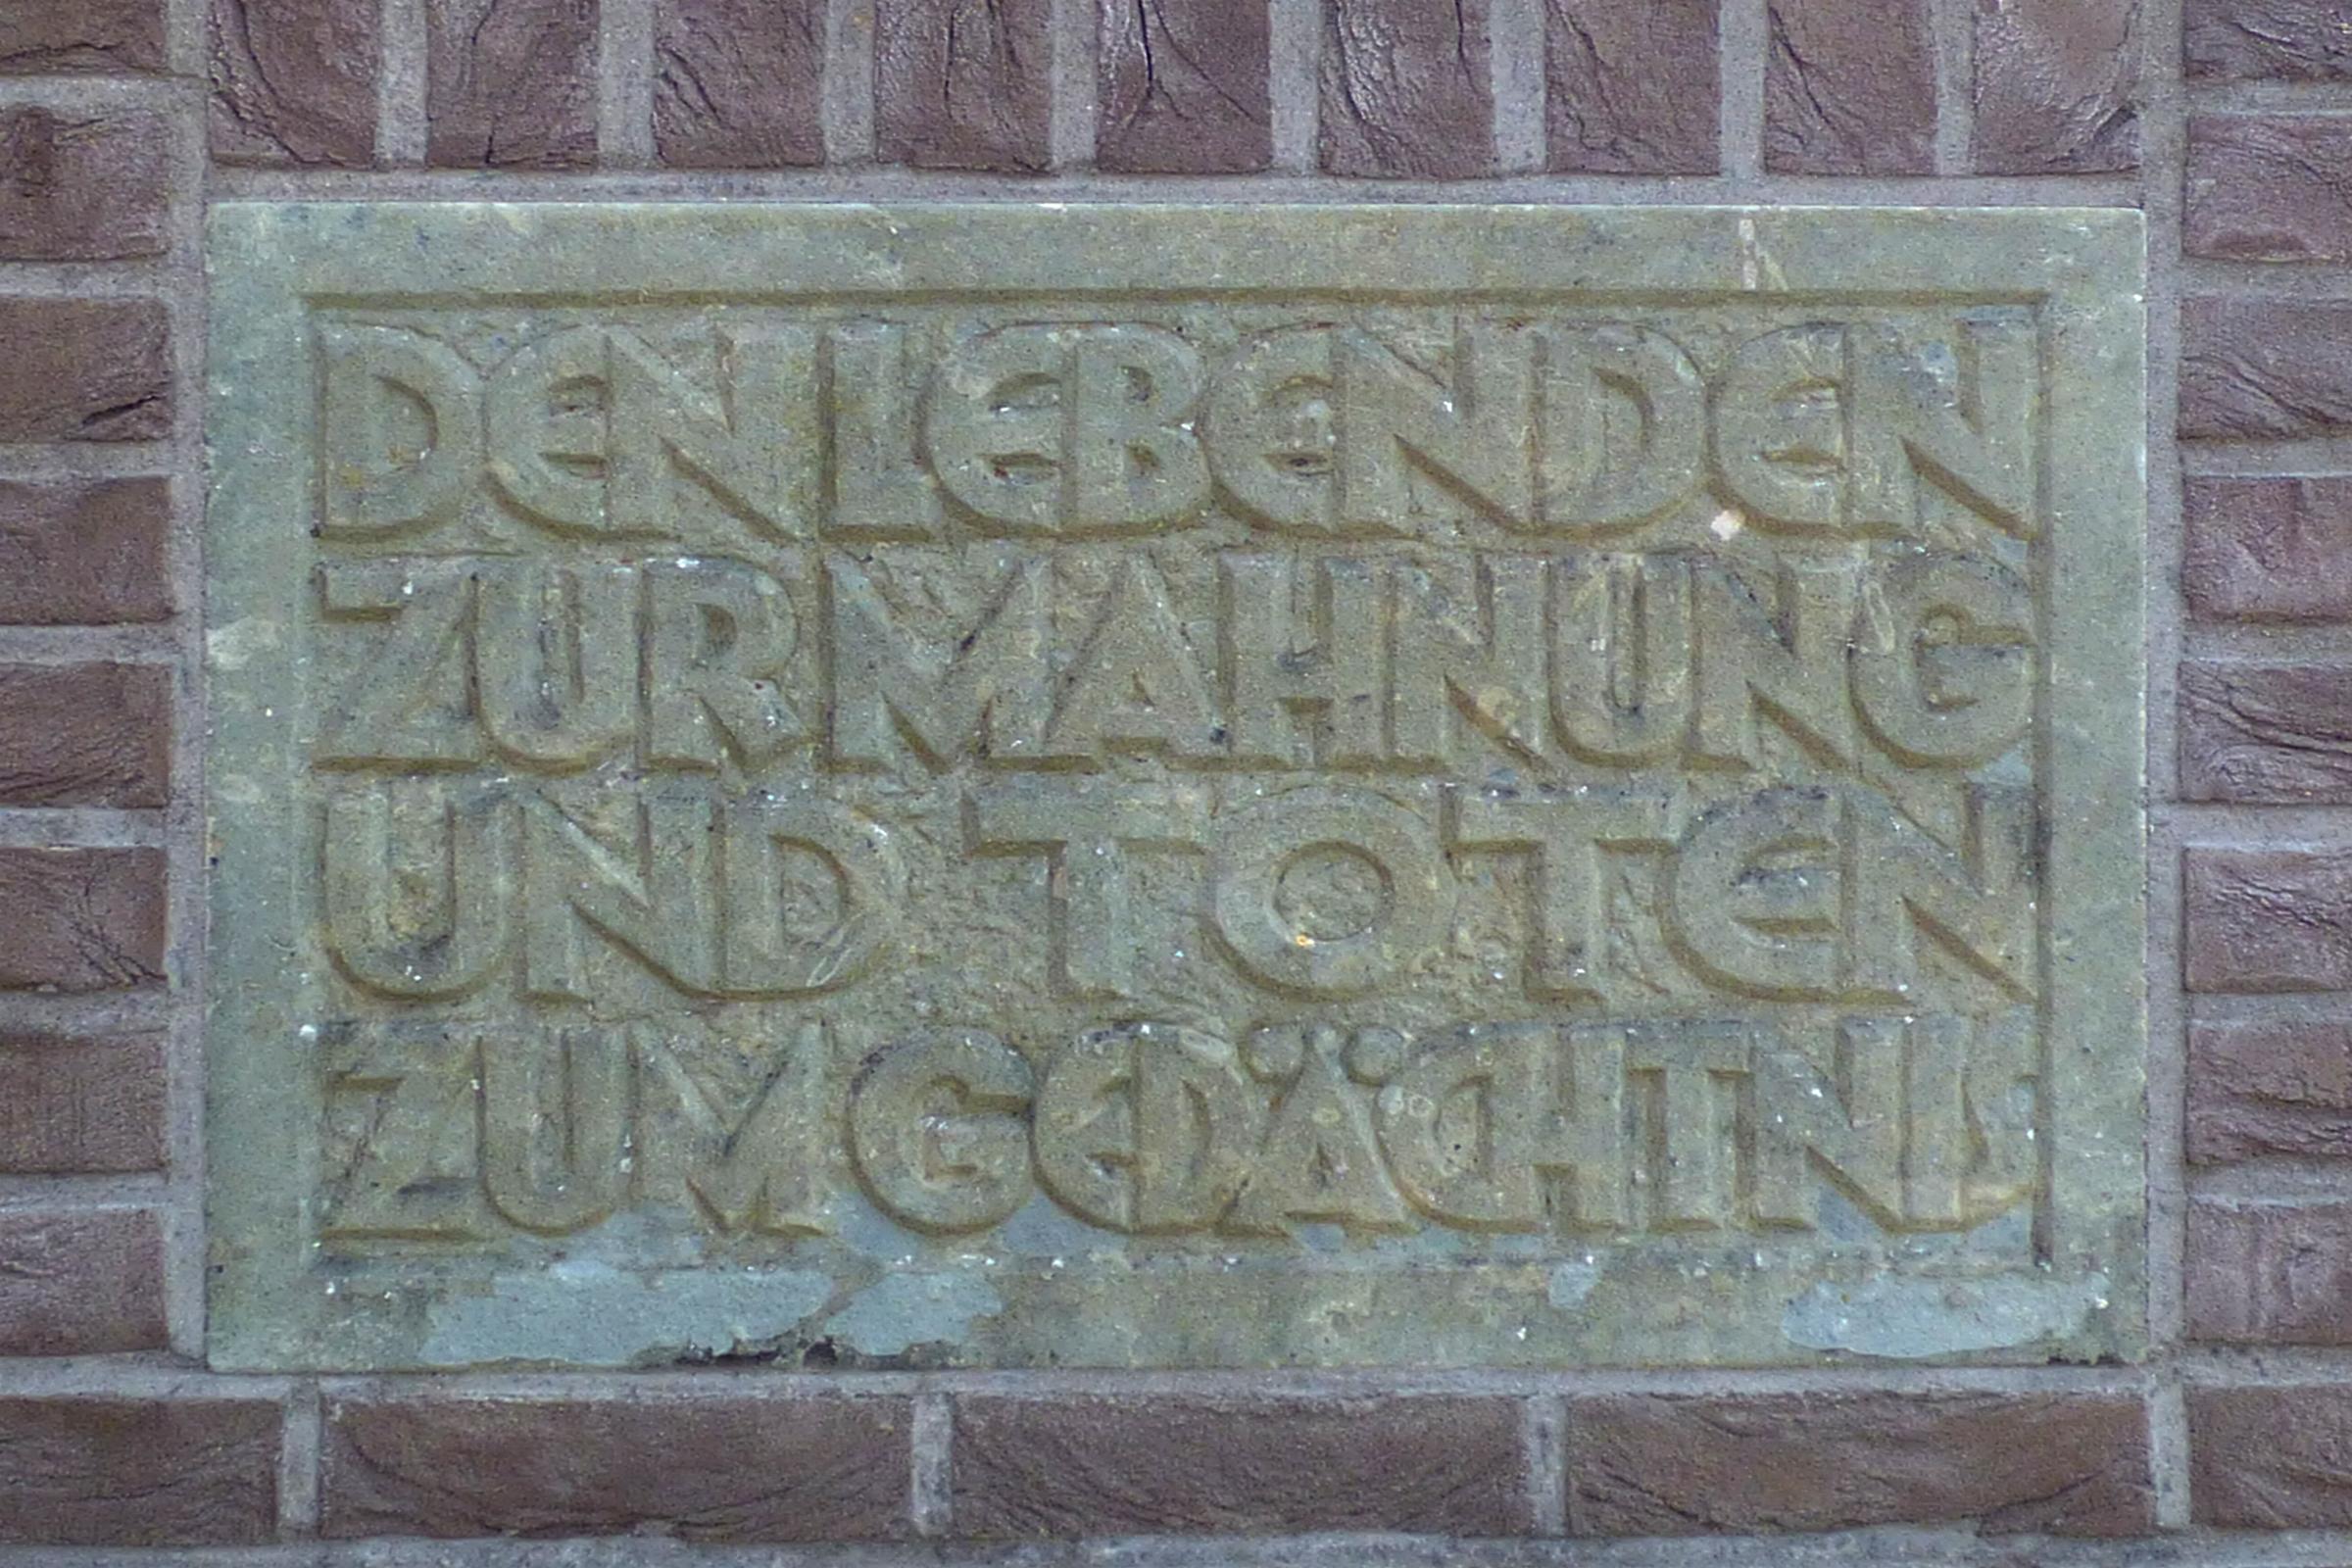 DEN LEBENDEN
ZUR MAHNUNG
UND TOTEN
ZUM GEDÄCHTNIS